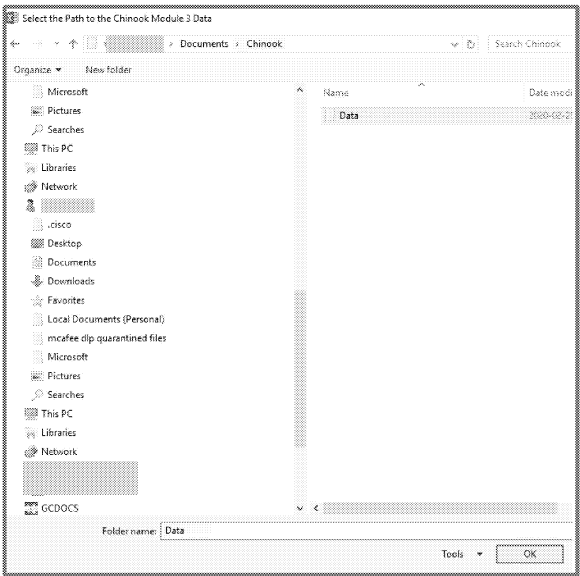 Select the Path to the Chinook Module 3 Data
› Documents › Chinook
Search Chinook
Organize ▾ New folder
Microsoft
Pictures
Searches
This PC
Libraries
Network
.cisco
Desktop
Documents
Downloads
Favorites
Local Documents (Personal)
mcafee dlp quarantined files
Microsoft
Pictures
Searches
This PC
Libraries
Network
GCDOCS
Name Date modi
Data
Folder name: Data
Tools ▾ OK